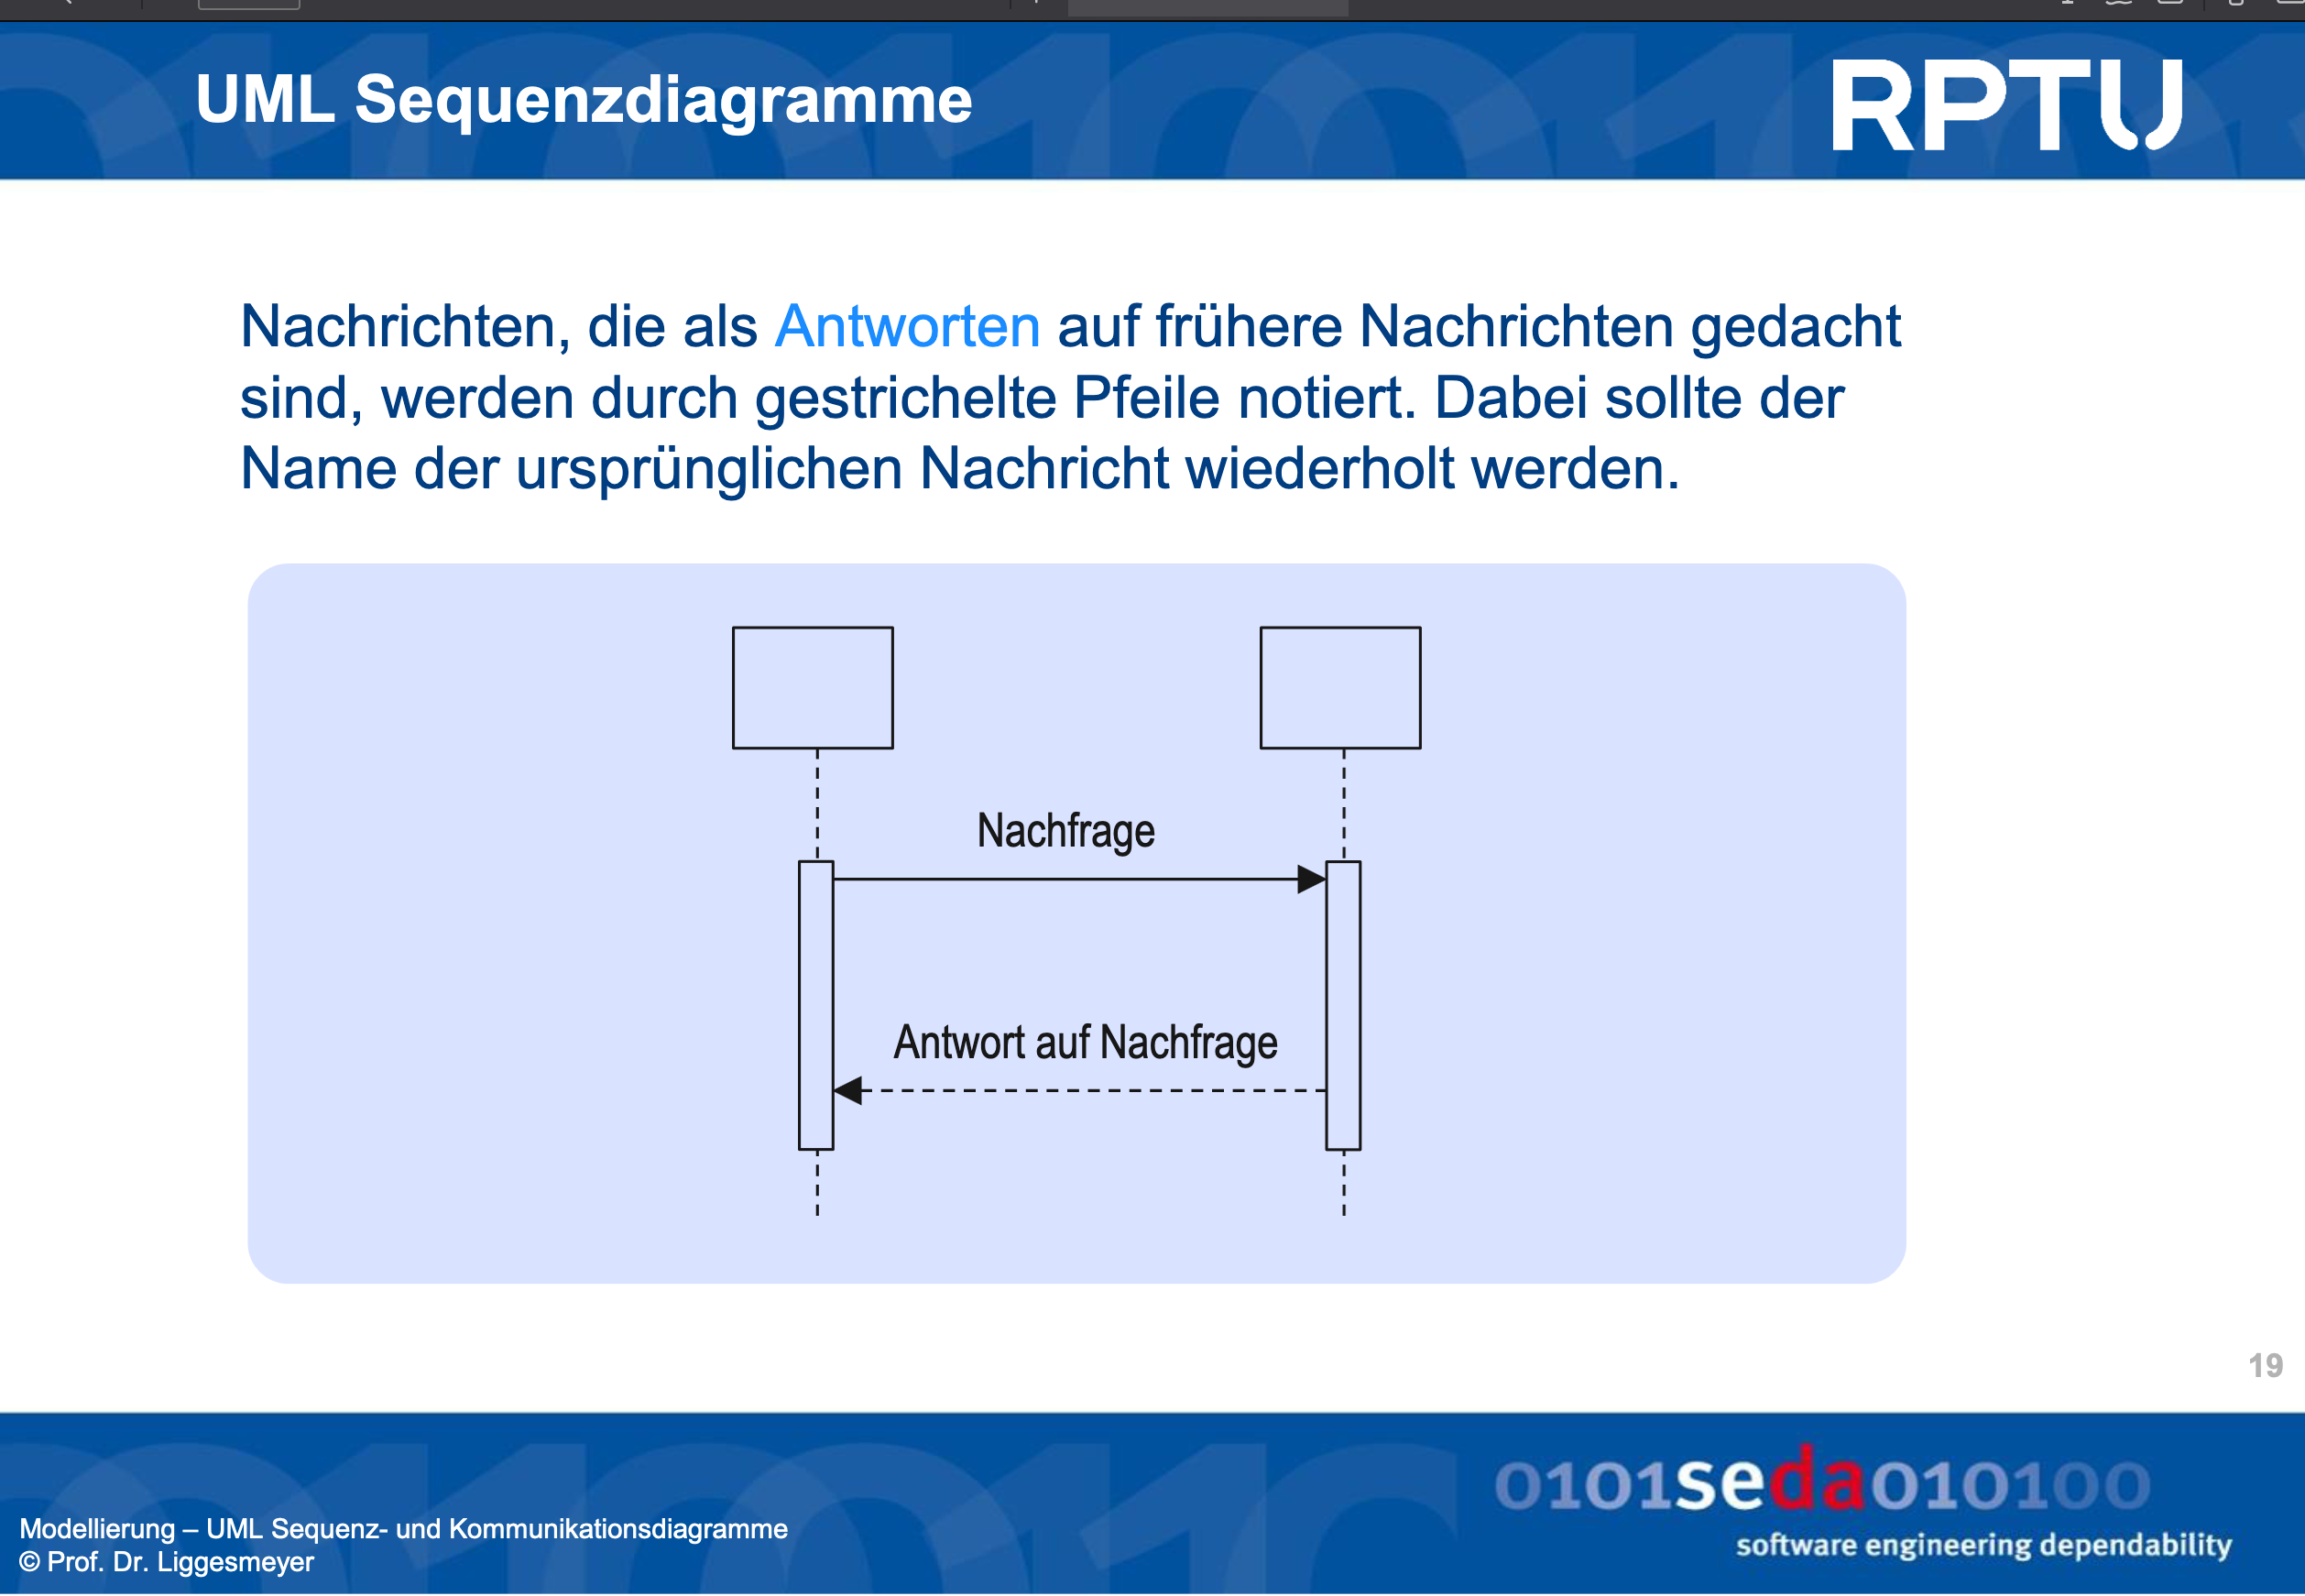 UML Sequenzdiagramme
RPTU
Nachrichten, die als Antworten auf frühere Nachrichten gedacht
sind, werden durch gestrichelte Pfeile notiert. Dabei sollte der
Name der ursprünglichen Nachricht wiederholt werden.
Nachfrage
Antwort auf Nachfrage
19
0101seda010100
software engineering dependability
Modellierung – UML Sequenz- und Kommunikationsdiagramme
© Prof. Dr. Liggesmeyer